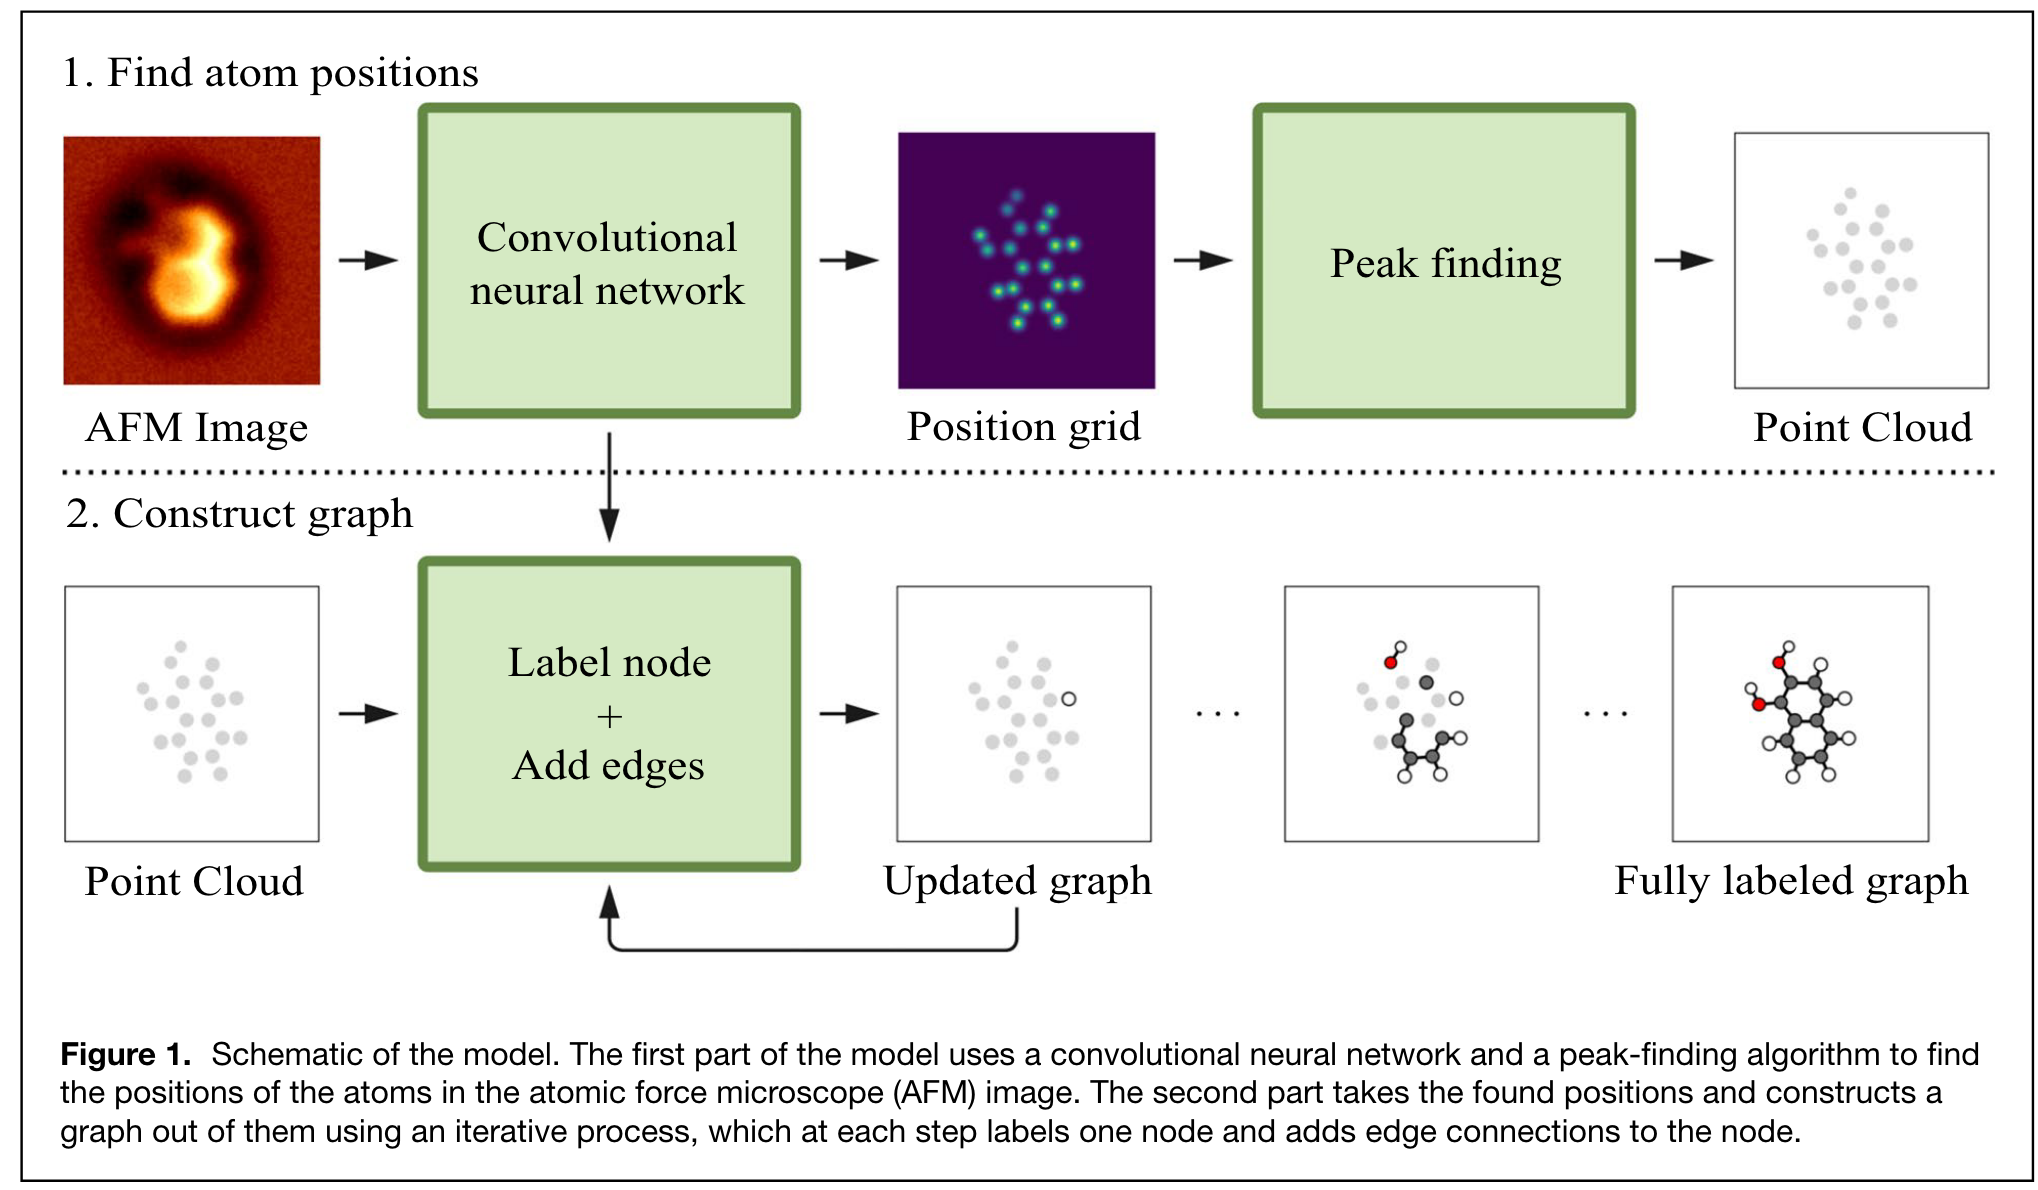 1. Find atom positions
Convolutional
neural network
Peak finding
AFM Image
Position grid
Point Cloud
2. Construct graph
Label node
+
Add edges
...
...
Point Cloud
Updated graph
Fully labeled graph
Figure 1. Schematic of the model. The first part of the model uses a convolutional neural network and a peak-finding algorithm to find
the positions of the atoms in the atomic force microscope (AFM) image. The second part takes the found positions and constructs a
graph out of them using an iterative process, which at each step labels one node and adds edge connections to the node.